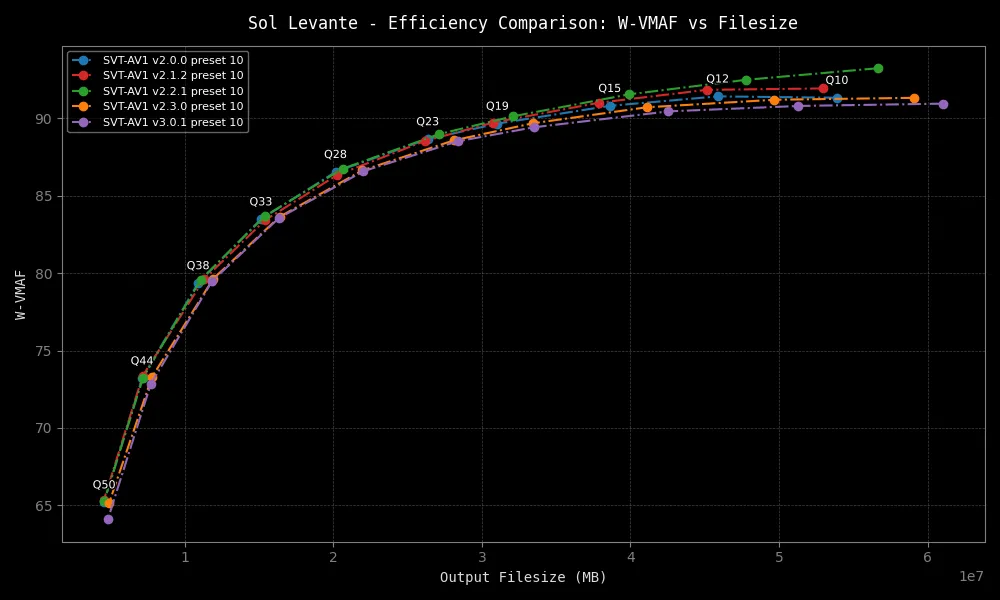 Sol Levante - Efficiency Comparison: W-VMAF vs Filesize
SVT-AV1 v2.0.0 preset 10
SVT-AV1 v2.1.2 preset 10
SVT-AV1 v2.2.1 preset 10
SVT-AV1 v2.3.0 preset 10
SVT-AV1 v3.0.1 preset 10
Q10
Q12
Q15
Q19
Q23
Q28
Q33
Q38
Q44
Q50
W-VMAF
90
85
80
75
70
65
1 2 3 4 5 6
1e7
Output Filesize (MB)